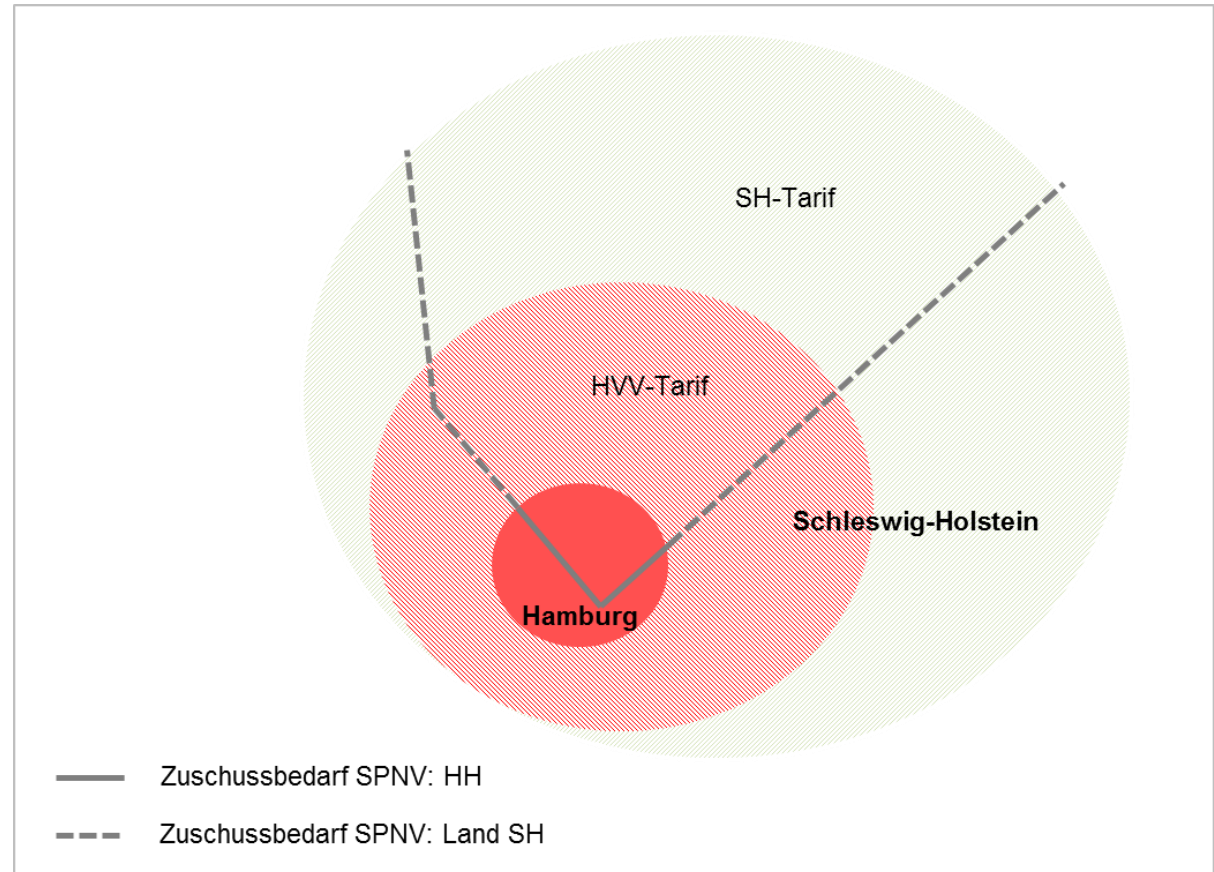 SH-Tarif
HVV-Tarif
Schleswig-Holstein
Hamburg
Zuschussbedarf SPNV: HH
Zuschussbedarf SPNV: Land SH